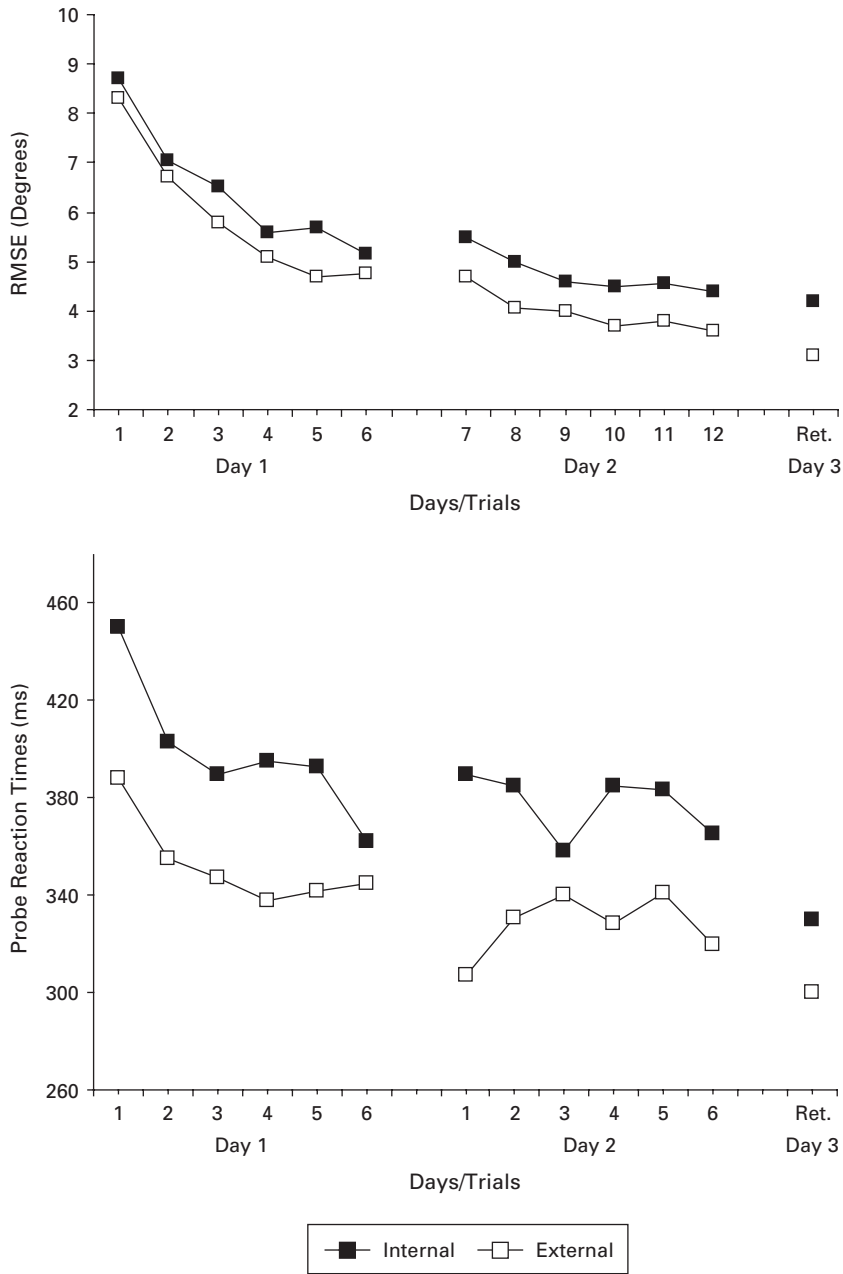 10
9
8
7
6
5
4
3
2
RMSE (Degrees)
1 2 3 4 5 6 7 8 9 10 11 12 Ret.
Day 1 Day 2 Day 3
Days/Trials
460
420
380
340
300
260
Probe Reaction Times (ms)
1 2 3 4 5 6 1 2 3 4 5 6 Ret.
Day 1 Day 2 Day 3
Days/Trials
Internal External